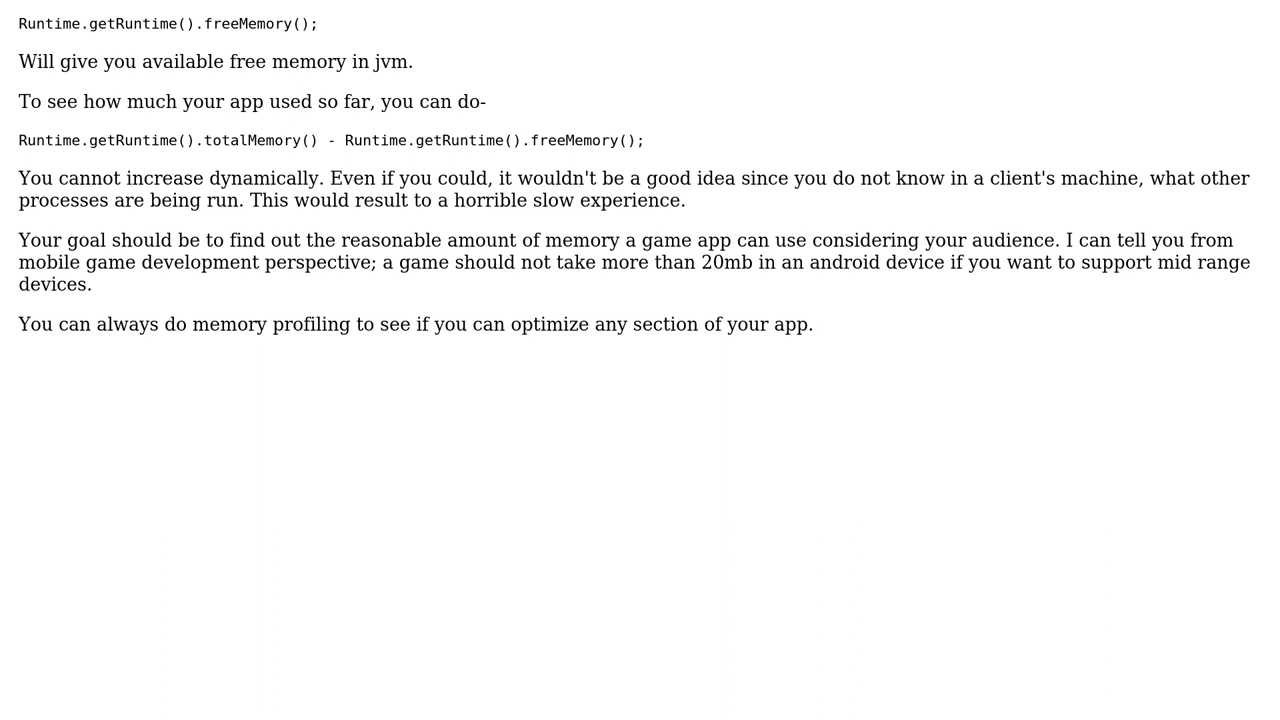 Runtime.getRuntime().freeMemory();
Will give you available free memory in jvm.
To see how much your app used so far, you can do-
Runtime.getRuntime().totalMemory() - Runtime.getRuntime().freeMemory();
You cannot increase dynamically. Even if you could, it wouldn't be a good idea since you do not know in a client's machine, what other
processes are being run. This would result to a horrible slow experience.
Your goal should be to find out the reasonable amount of memory a game app can use considering your audience. I can tell you from
mobile game development perspective; a game should not take more than 20mb in an android device if you want to support mid range
devices.
You can always do memory profiling to see if you can optimize any section of your app.